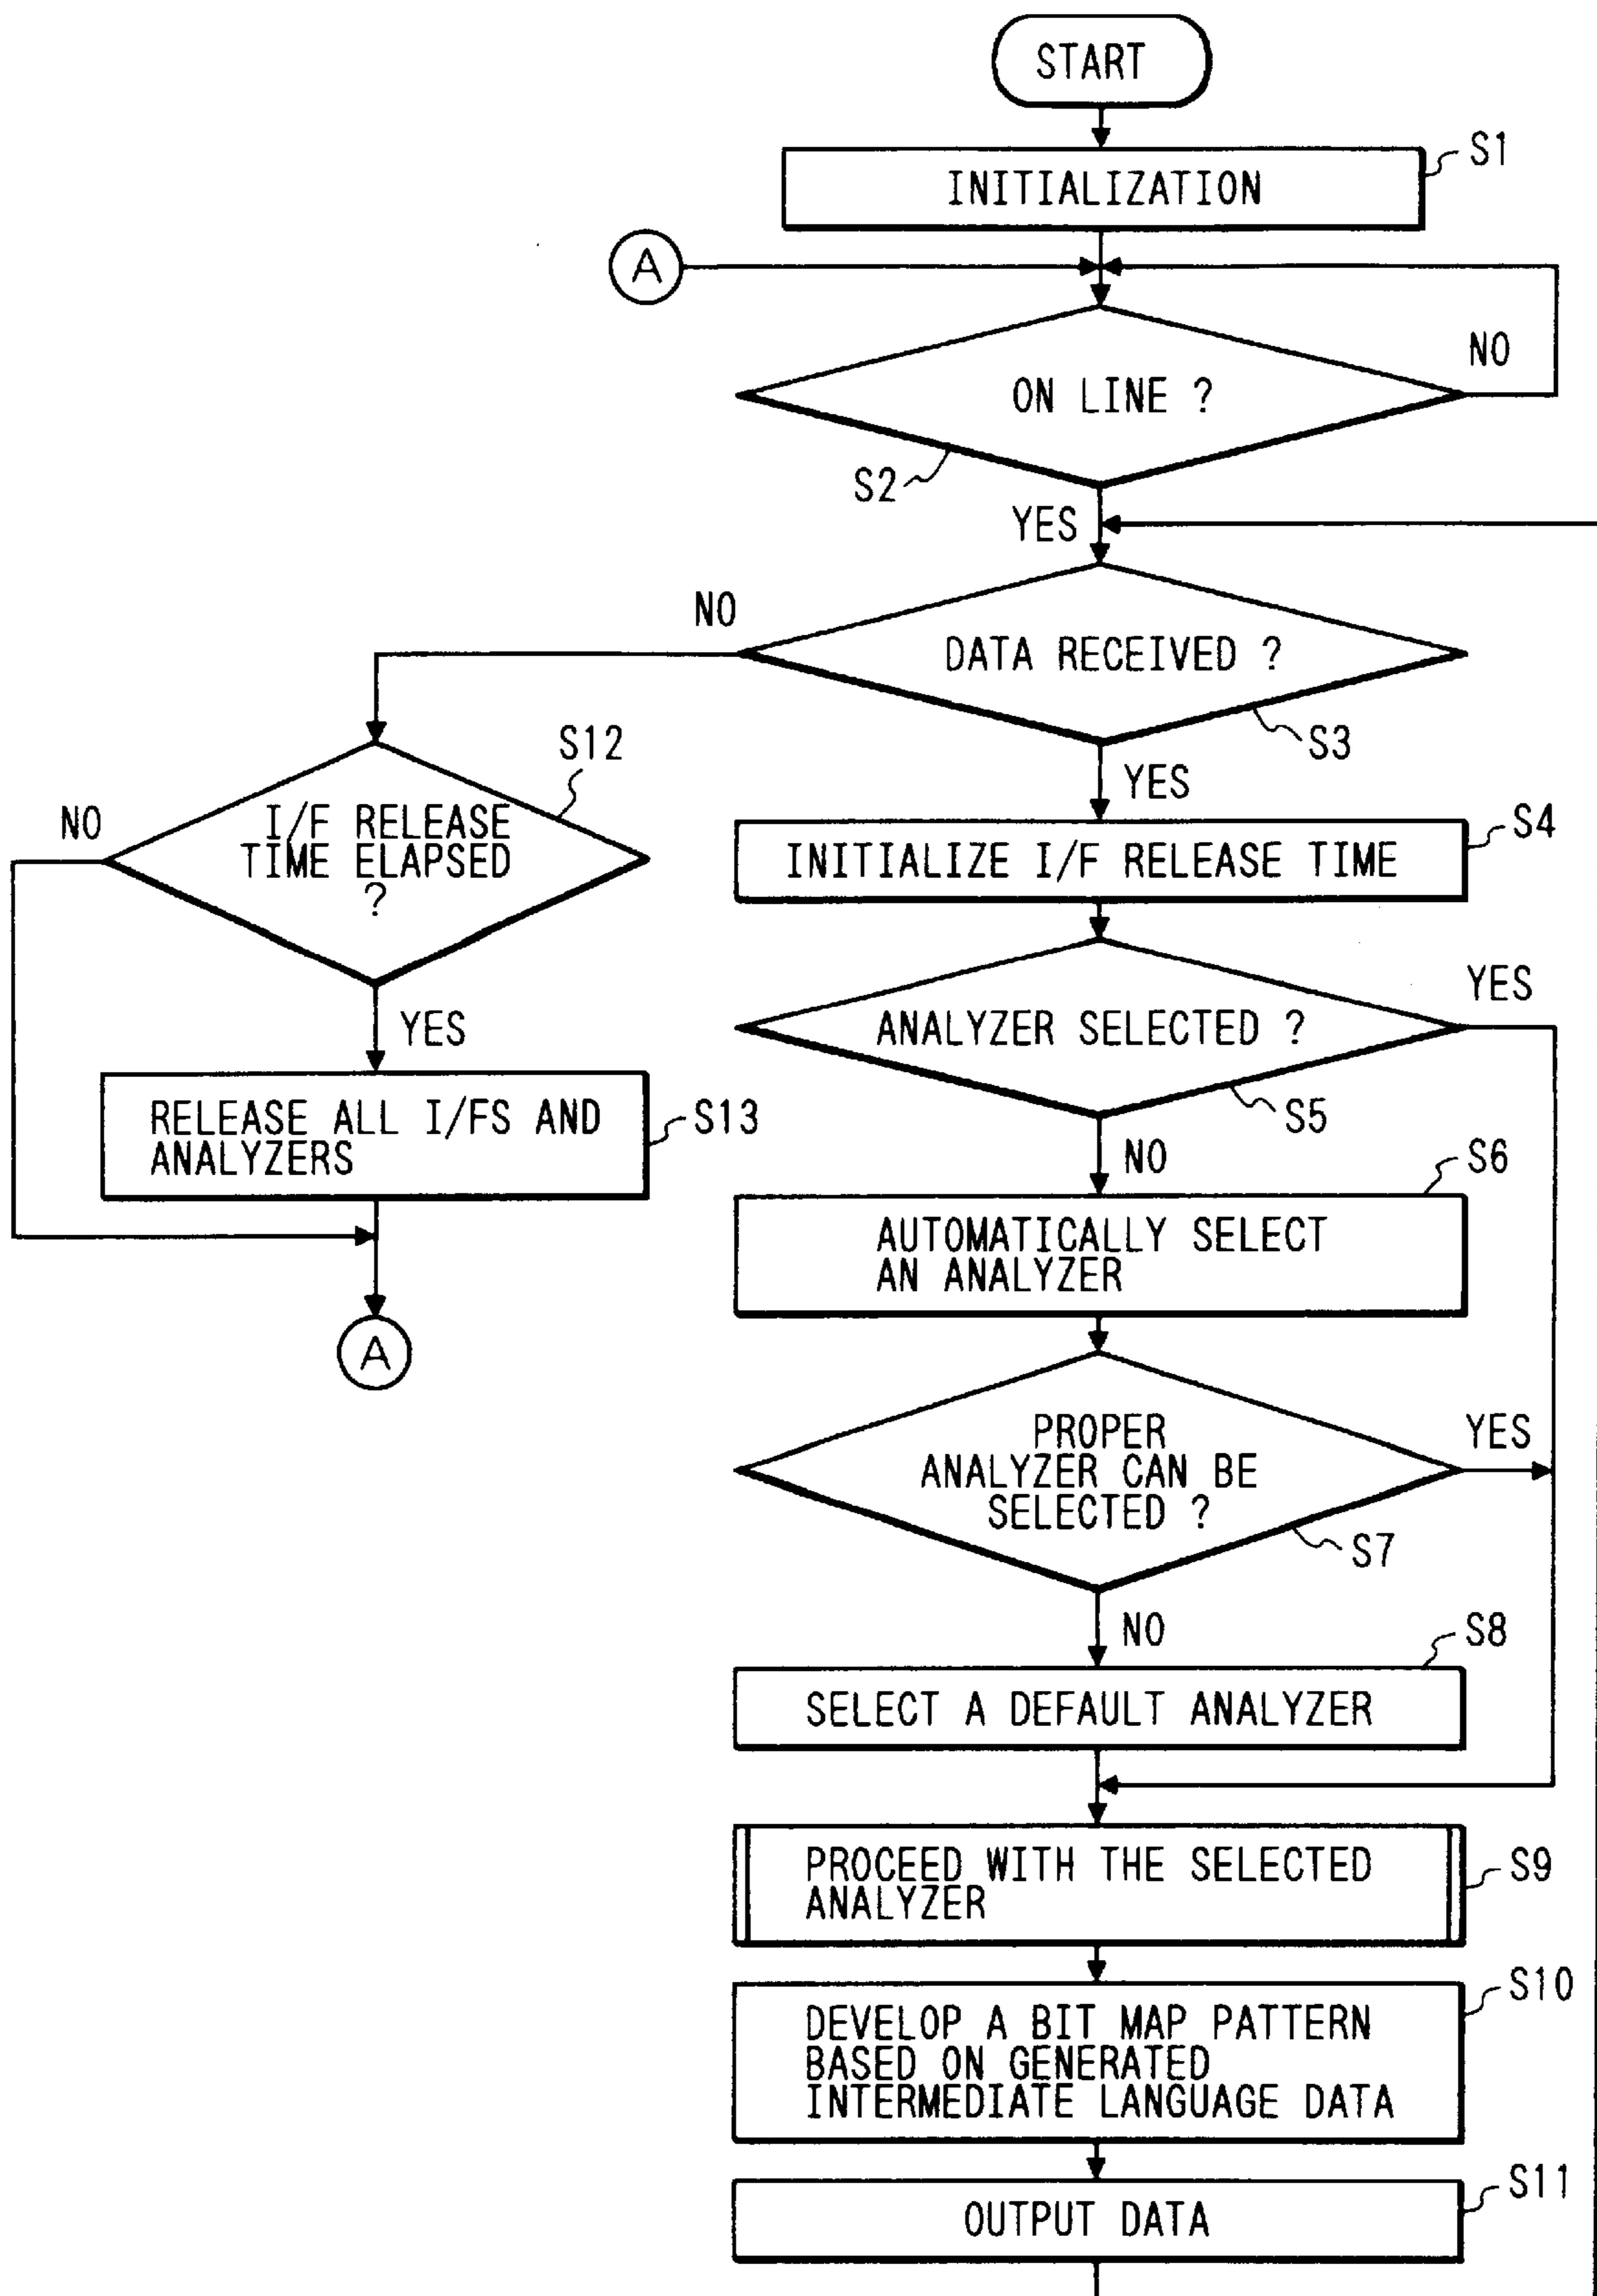 START
S1
INITIALIZATION
A
NO
ON LINE ?
S2
YES
NO
DATA RECEIVED ?
S3
YES
S12
NO
I/F RELEASE
TIME ELAPSED
?
YES
RELEASE ALL I/FS AND
ANALYZERS
S13
A
S4
INITIALIZE I/F RELEASE TIME
YES
ANALYZER SELECTED ?
S5
NO
S6
AUTOMATICALLY SELECT
AN ANALYZER
PROPER
ANALYZER CAN BE
SELECTED ?
YES
S7
NO
S8
SELECT A DEFAULT ANALYZER
PROCEED WITH THE SELECTED
ANALYZER
S9
S10
DEVELOP A BIT MAP PATTERN
BASED ON GENERATED
INTERMEDIATE LANGUAGE DATA
S11
OUTPUT DATA